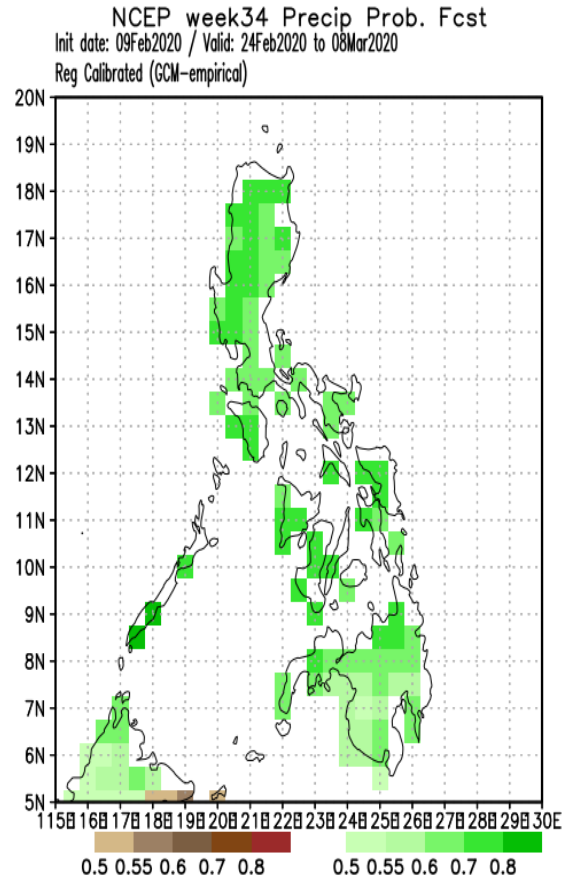 NCEP week34 Precip Prob. Fcst
Init date: 09Feb2020 / Valid: 24Feb2020 to 08Mar2020
Reg Calibrated (GCM-empirical)
20N
19N
18N
17N
16N
15N
14N
13N
12N
11N
10N
9N
8N
7N
6N
5N
115E 116E 117E 118E 119E 120E 121E 122E 123E 124E 125E 126E 127E 128E 129E 130E
0.5 0.55 0.6 0.7 0.8 0.5 0.55 0.6 0.7 0.8